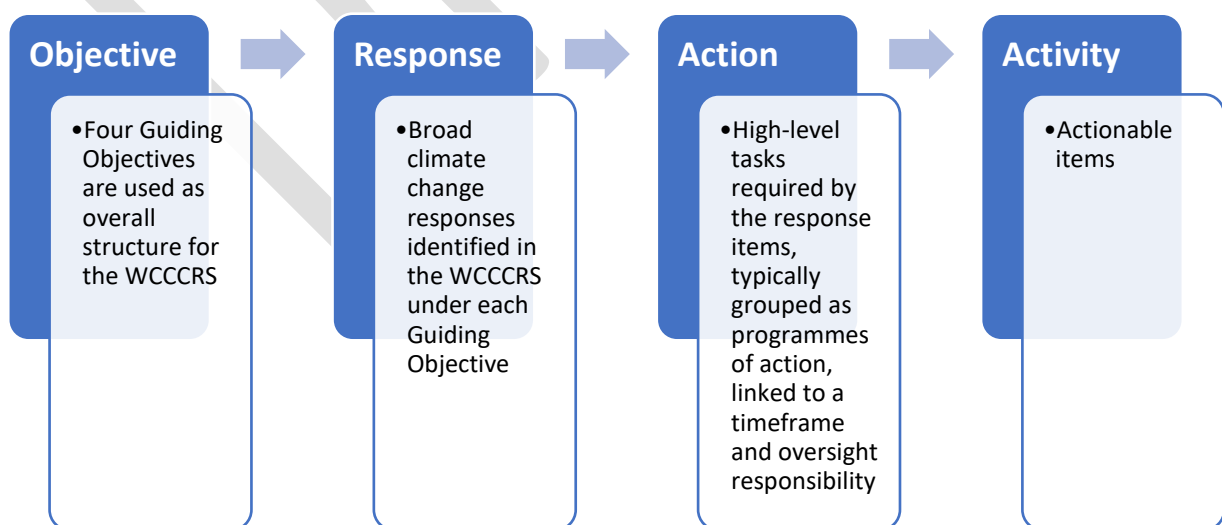 Objective
•Four Guiding
Objectives
are used as
overall
structure for
the WCCCRS
Response
•Broad
climate
change
responses
identified in
the WCCCRS
under each
Guiding
Objective
Action
•High-level
tasks
required by
the response
items,
typically
grouped as
programmes
of action,
linked to a
timeframe
and oversight
responsibility
Activity
•Actionable
items